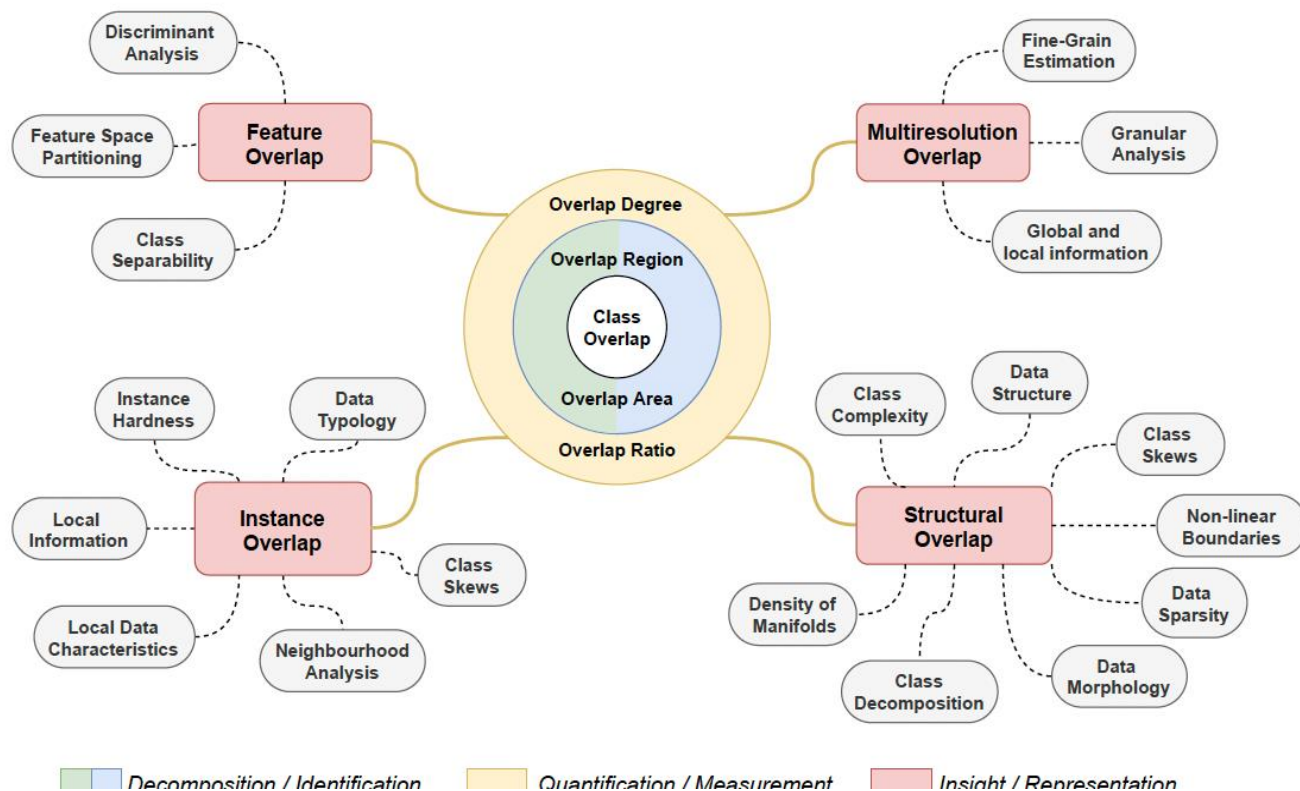 Discriminant
Analysis
Feature Space
Partitioning
Class
Separability
Feature
Overlap
Fine-Grain
Estimation
Granular
Analysis
Global and
local information
Multiresolution
Overlap
Overlap Degree
Overlap Region
Class
Overlap
Overlap Area
Overlap Ratio
Instance
Hardness
Data
Typology
Local
Information
Instance
Overlap
Class
Skews
Local Data
Characteristics
Neighbourhood
Analysis
Class
Complexity
Data
Structure
Class
Skews
Structural
Overlap
Non-linear
Boundaries
Density of
Manifolds
Data
Sparsity
Class
Decomposition
Data
Morphology
Decomposition / Identification
Quantification / Measurement
Insight / Representation